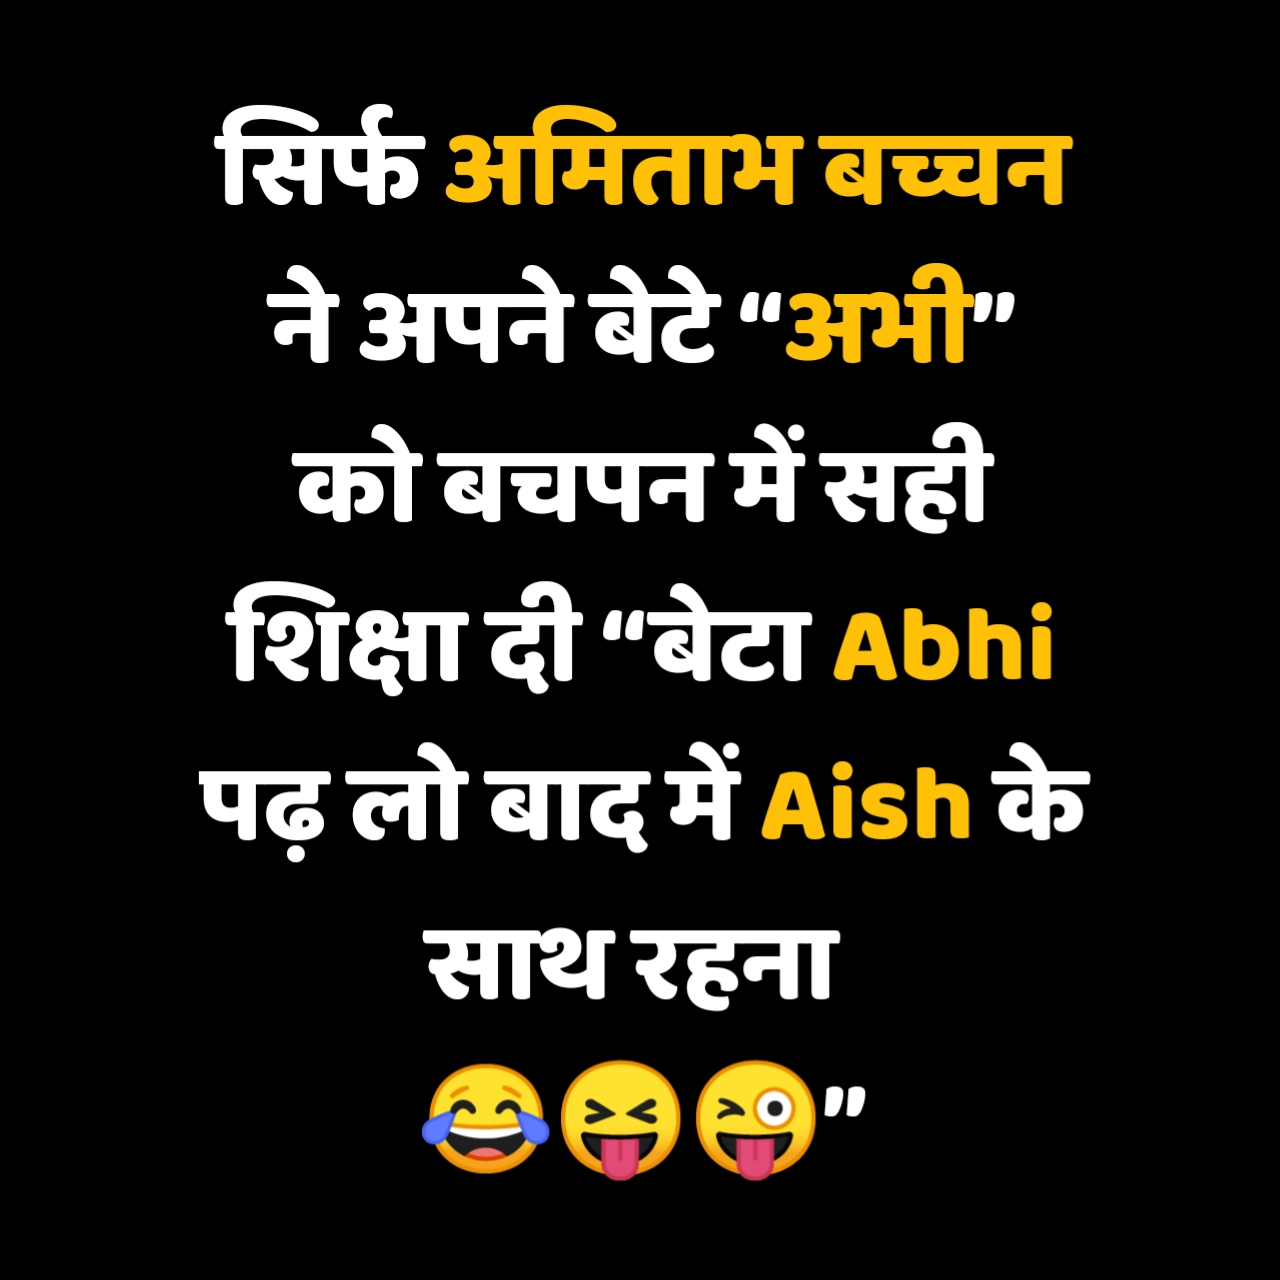 सिर्फ अमिताभ बच्चन
ने अपने बेटे “अभी”
को बचपन में सही
शिक्षा दी “बेटा Abhi
पढ़ लो बाद में Aish के
साथ रहना
😂😝😜”